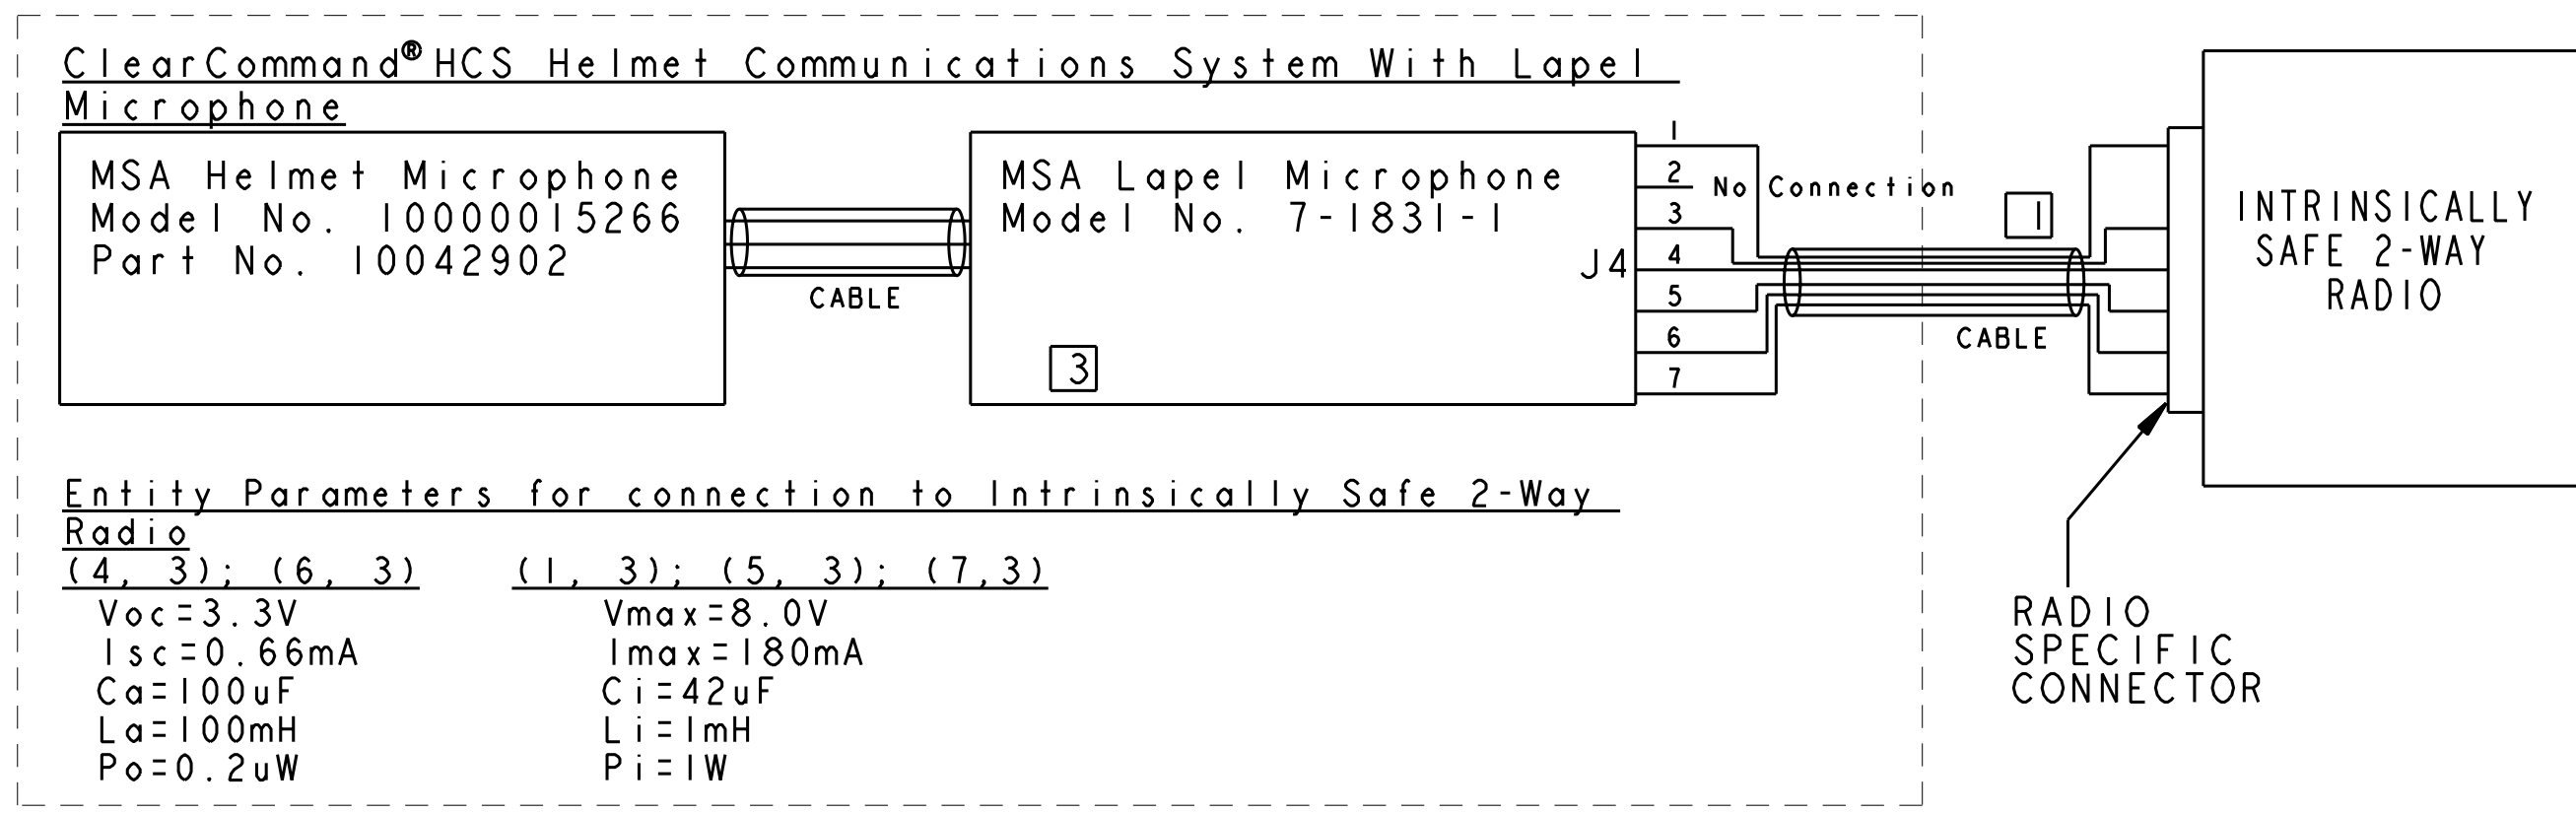 ClearCommand® HCS Helmet Communications System With Lapel
Microphone
MSA Helmet Microphone
Model No. 10000015266
Part No. 10042902
CABLE
MSA Lapel Microphone
Model No. 7-1831-1
J4
3
1
2
3
4
5
6
7
No Connection
1
CABLE
INTRINSICALLY
SAFE 2-WAY
RADIO
RADIO
SPECIFIC
CONNECTOR
Entity Parameters for connection to Intrinsically Safe 2-Way
Radio
(4, 3); (6, 3)
Voc=3.3V
Isc=0.66mA
Ca=100uF
La=100mH
Po=0.2uW
(1, 3); (5, 3); (7,3)
Vmax=8.0V
Imax=180mA
Ci=42uF
Li=1mH
Pi=1W